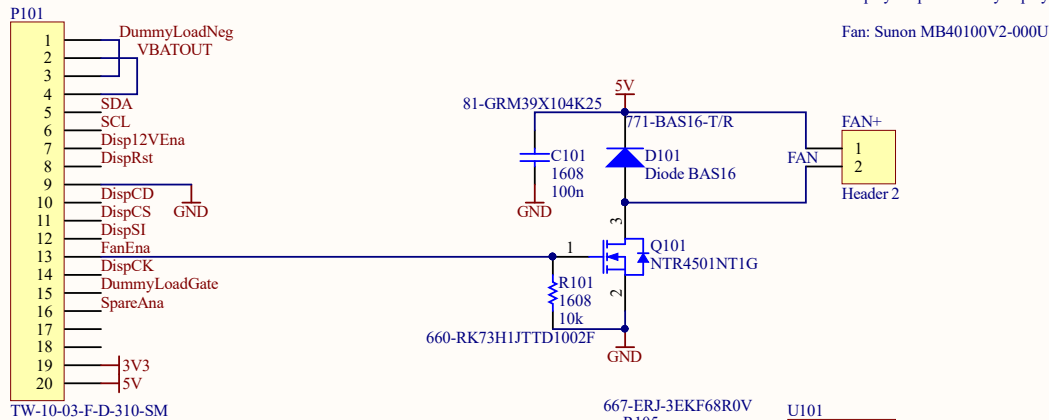 P101
1
2
3
4
5
6
7
8
9
10
11
12
13
14
15
16
17
18
19
20
DummyLoadNeg
VBATOUT
SDA
SCL
Disp12VEna
DispRst
GND
DispCD
DispCS
DispSI
FanEna
DispCK
DummyLoadGate
SpareAna
3V3
5V
TW-10-03-F-D-310-SM
Fan: Sunon MB40100V2-000U
5V
81-GRM39X104K25
771-BAS16-T/R
C101
1608
100n
GND
D101
Diode BAS16
FAN+
FAN
1
2
Header 2
3
1
2
Q101
NTR4501NT1G
R101
1608
10k
660-RK73H1JTTD1002F
GND
667-ERJ-3EKF68R0V
U101